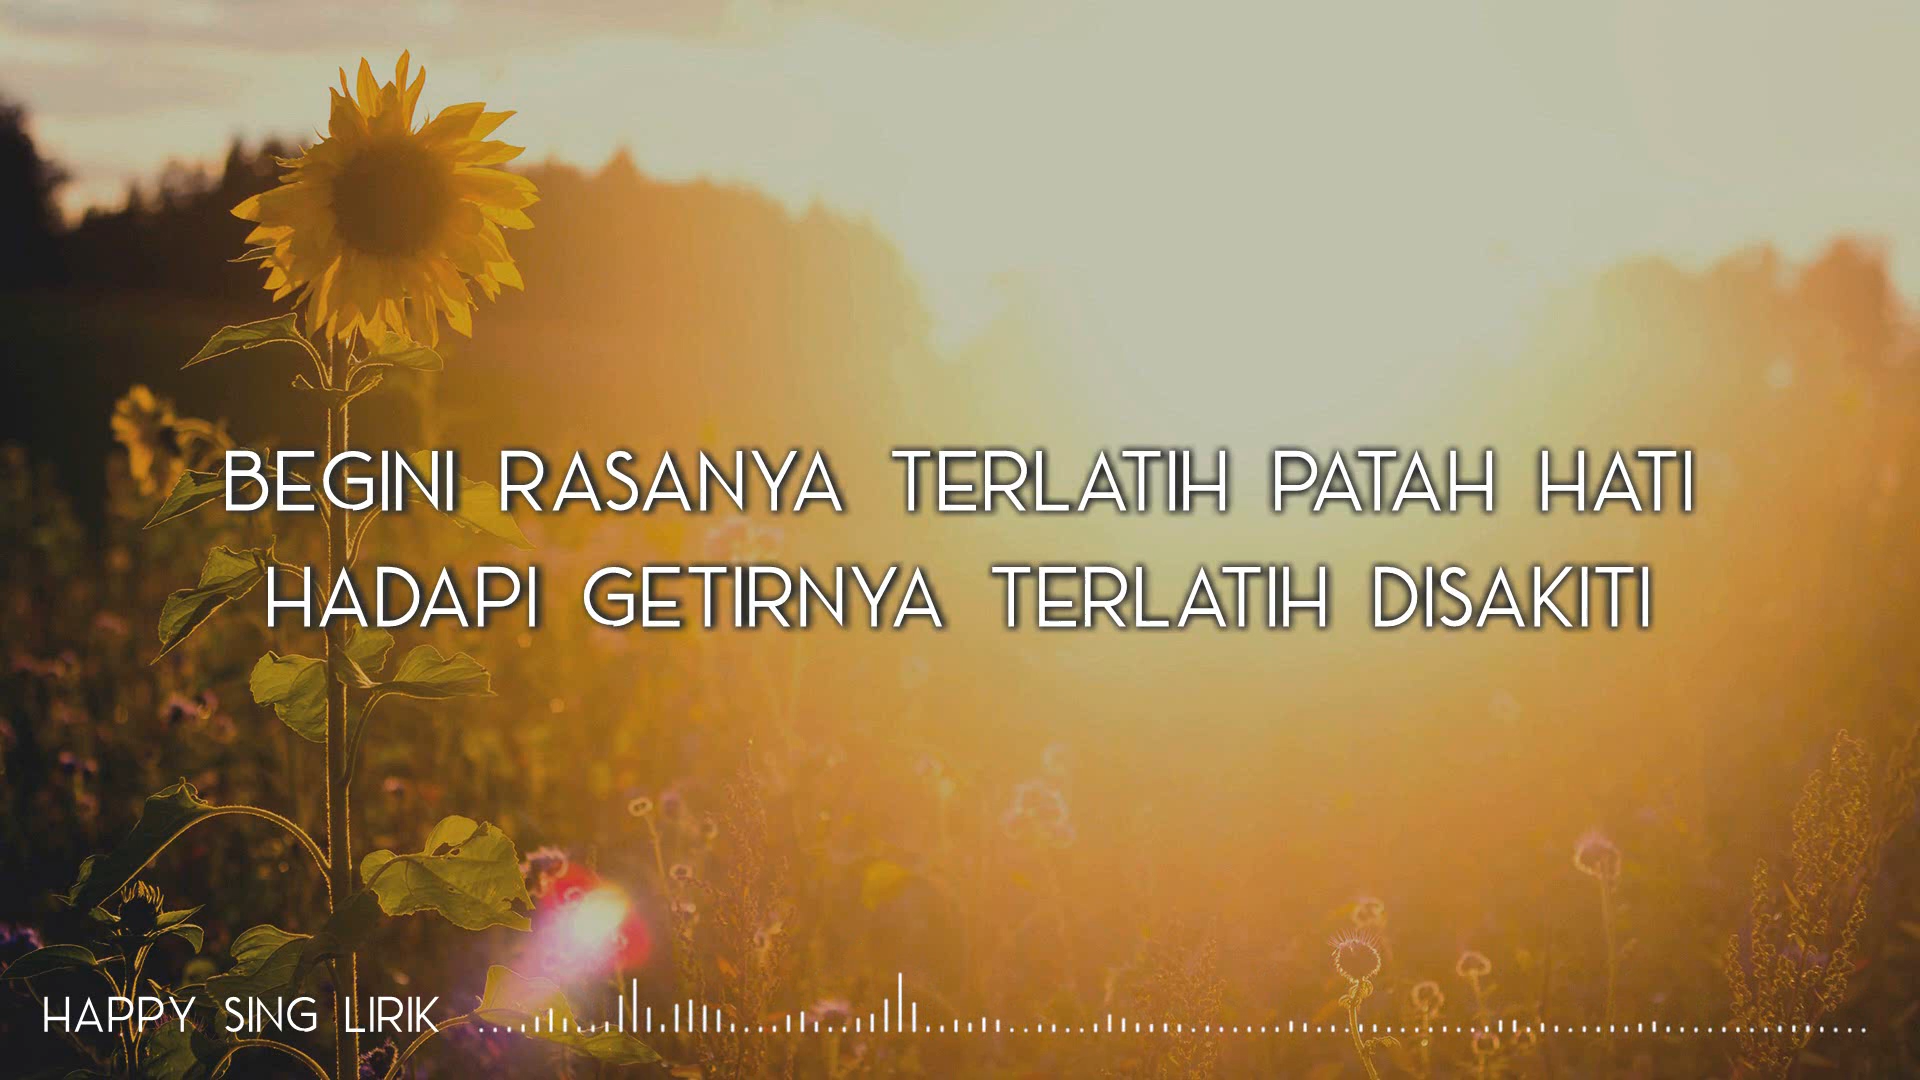 BEGINI RASANYA TERLATIH PATAH HATI
HADAPI GETIRNYA TERLATIH DISAKITI
HAPPY SING LIRIK